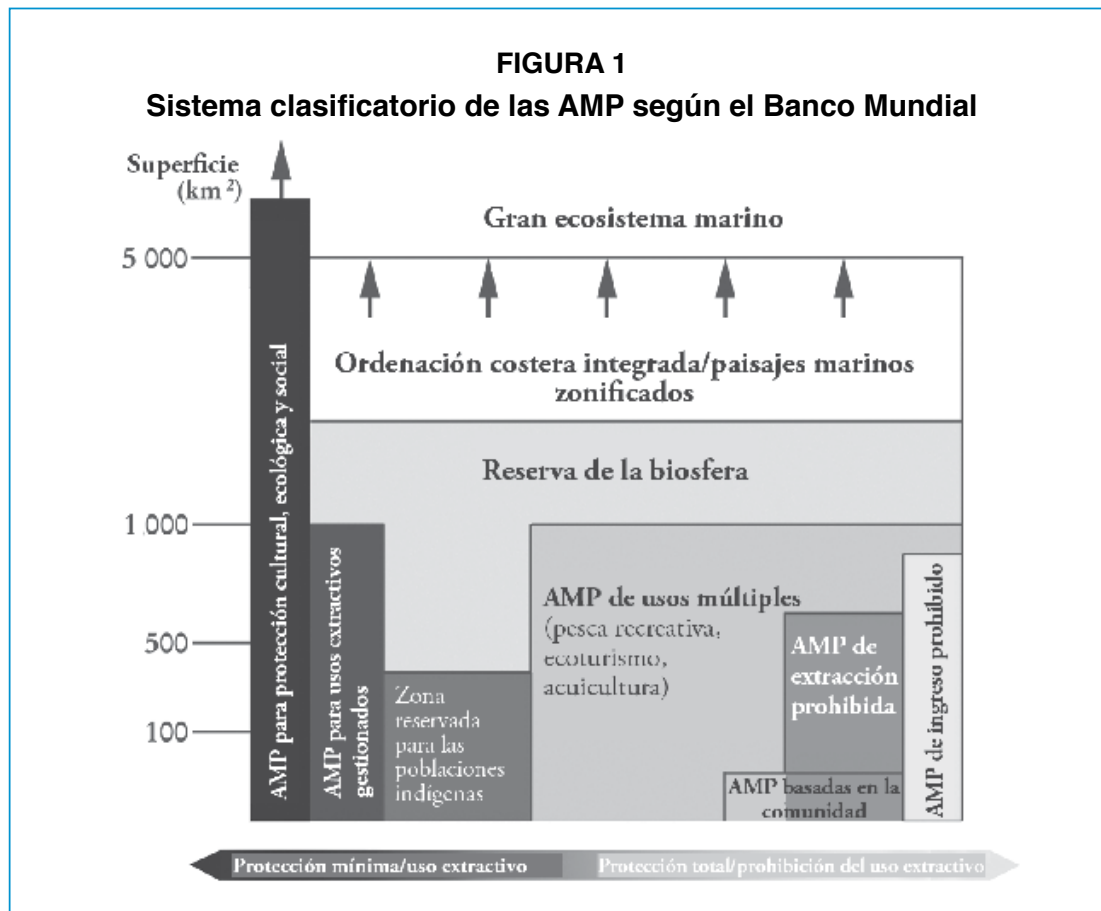 FIGURA 1
Sistema clasificatorio de las AMP según el Banco Mundial
Superficie
(km²)
Gran ecosistema marino
5 000
Ordenación costera integrada/paisajes marinos
zonificados
Reserva de la biosfera
1 000
500
100
AMP para protección cultural, ecológica y social
AMP para usos extractivos
gestionados
Zona
reservada
para las
poblaciones
indígenas
AMP de usos múltiples
(pesca recreativa,
ecoturismo,
acuicultura)
AMP de
extracción
prohibida
AMP basadas en la
comunidad
AMP de ingreso prohibido
Protección mínima/uso extractivo
Protección total/prohibición del uso extractivo